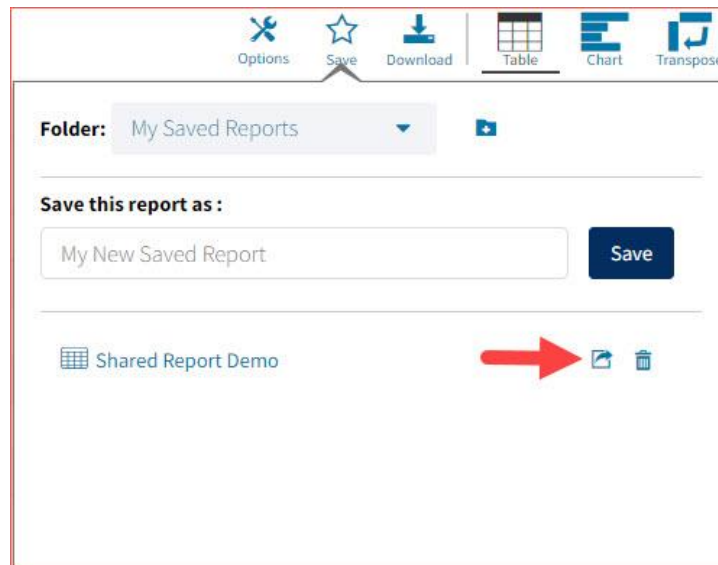 Options Save Download Table Chart Transpose
Folder: My Saved Reports
Save this report as :
My New Saved Report Save
Shared Report Demo